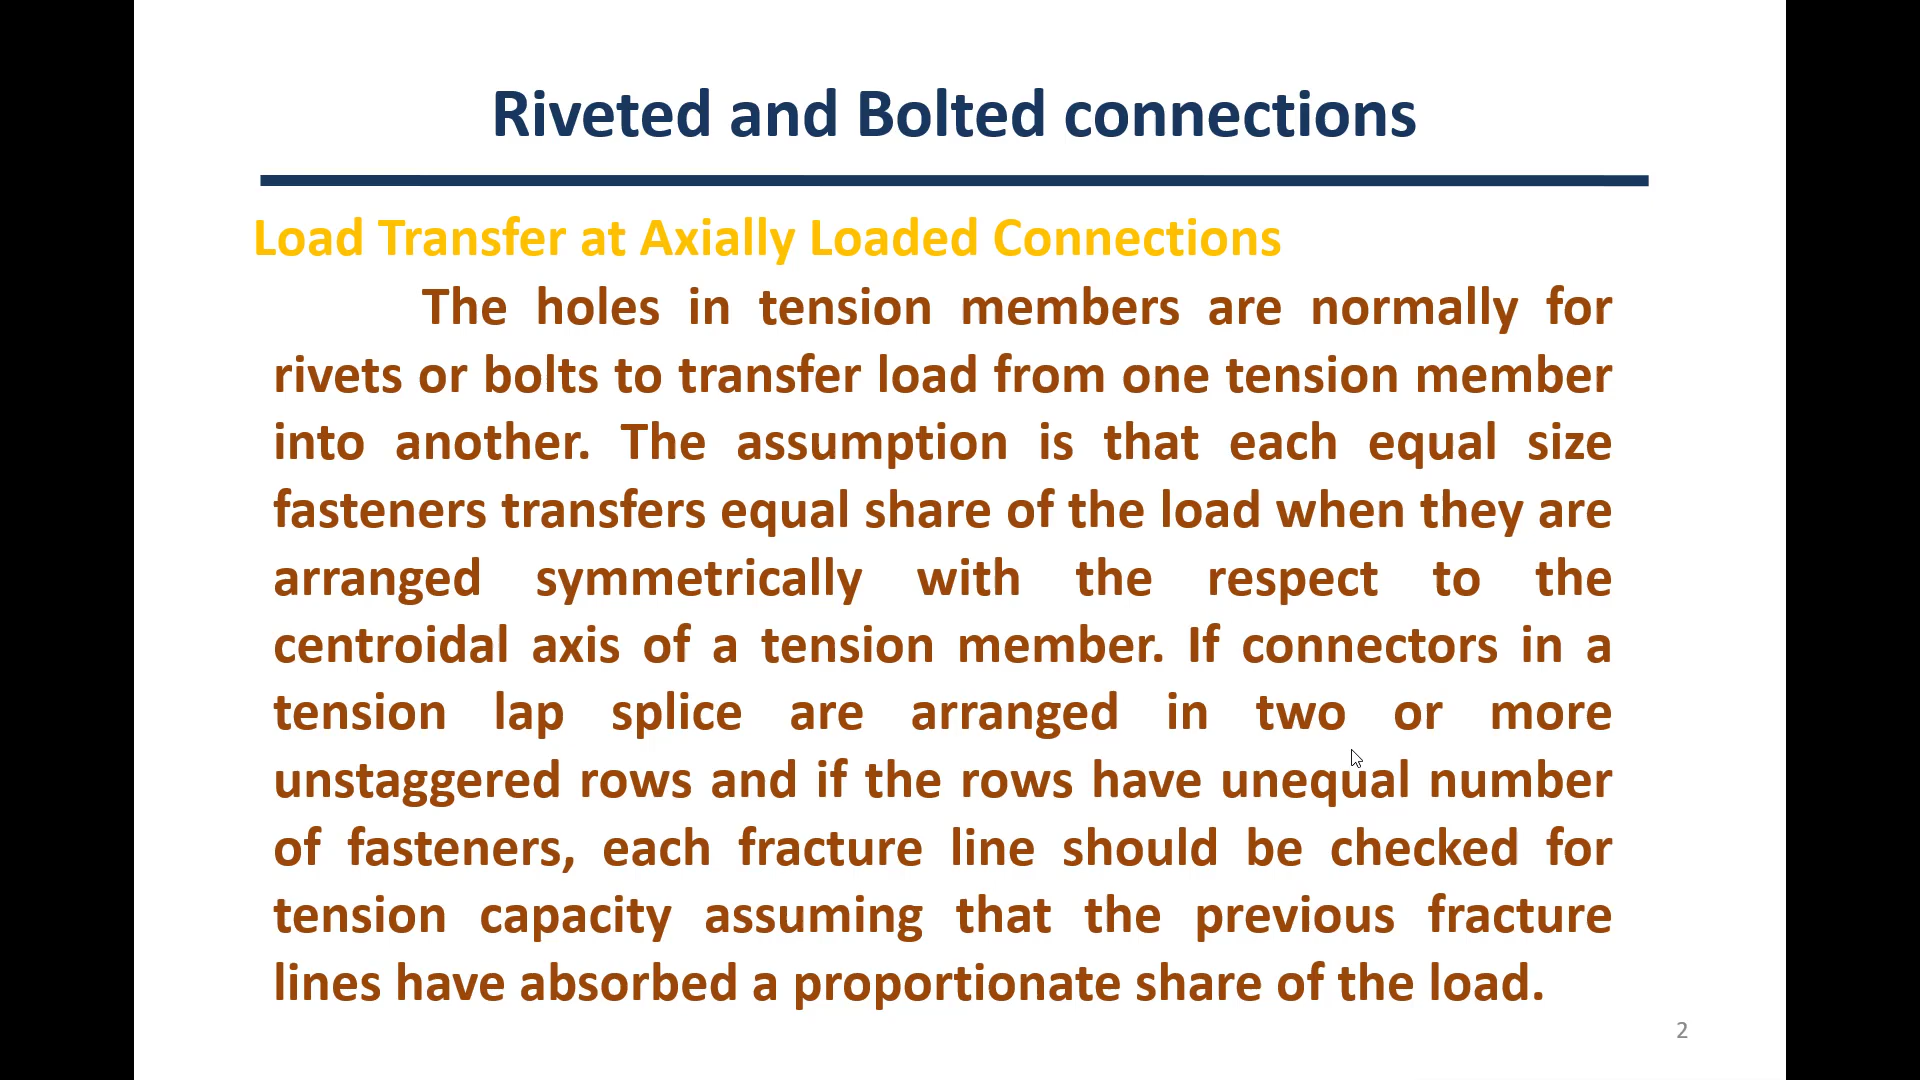 Riveted and Bolted connections
Load Transfer at Axially Loaded Connections
The holes in tension members are normally for
rivets or bolts to transfer load from one tension member
into another. The assumption is that each equal size
fasteners transfers equal share of the load when they are
arranged symmetrically with the respect to the
centroidal axis of a tension member. If connectors in a
tension lap splice are arranged in two or more
unstaggered rows and if the rows have unequal number
of fasteners, each fracture line should be checked for
tension capacity assuming that the previous fracture
lines have absorbed a proportionate share of the load.
2